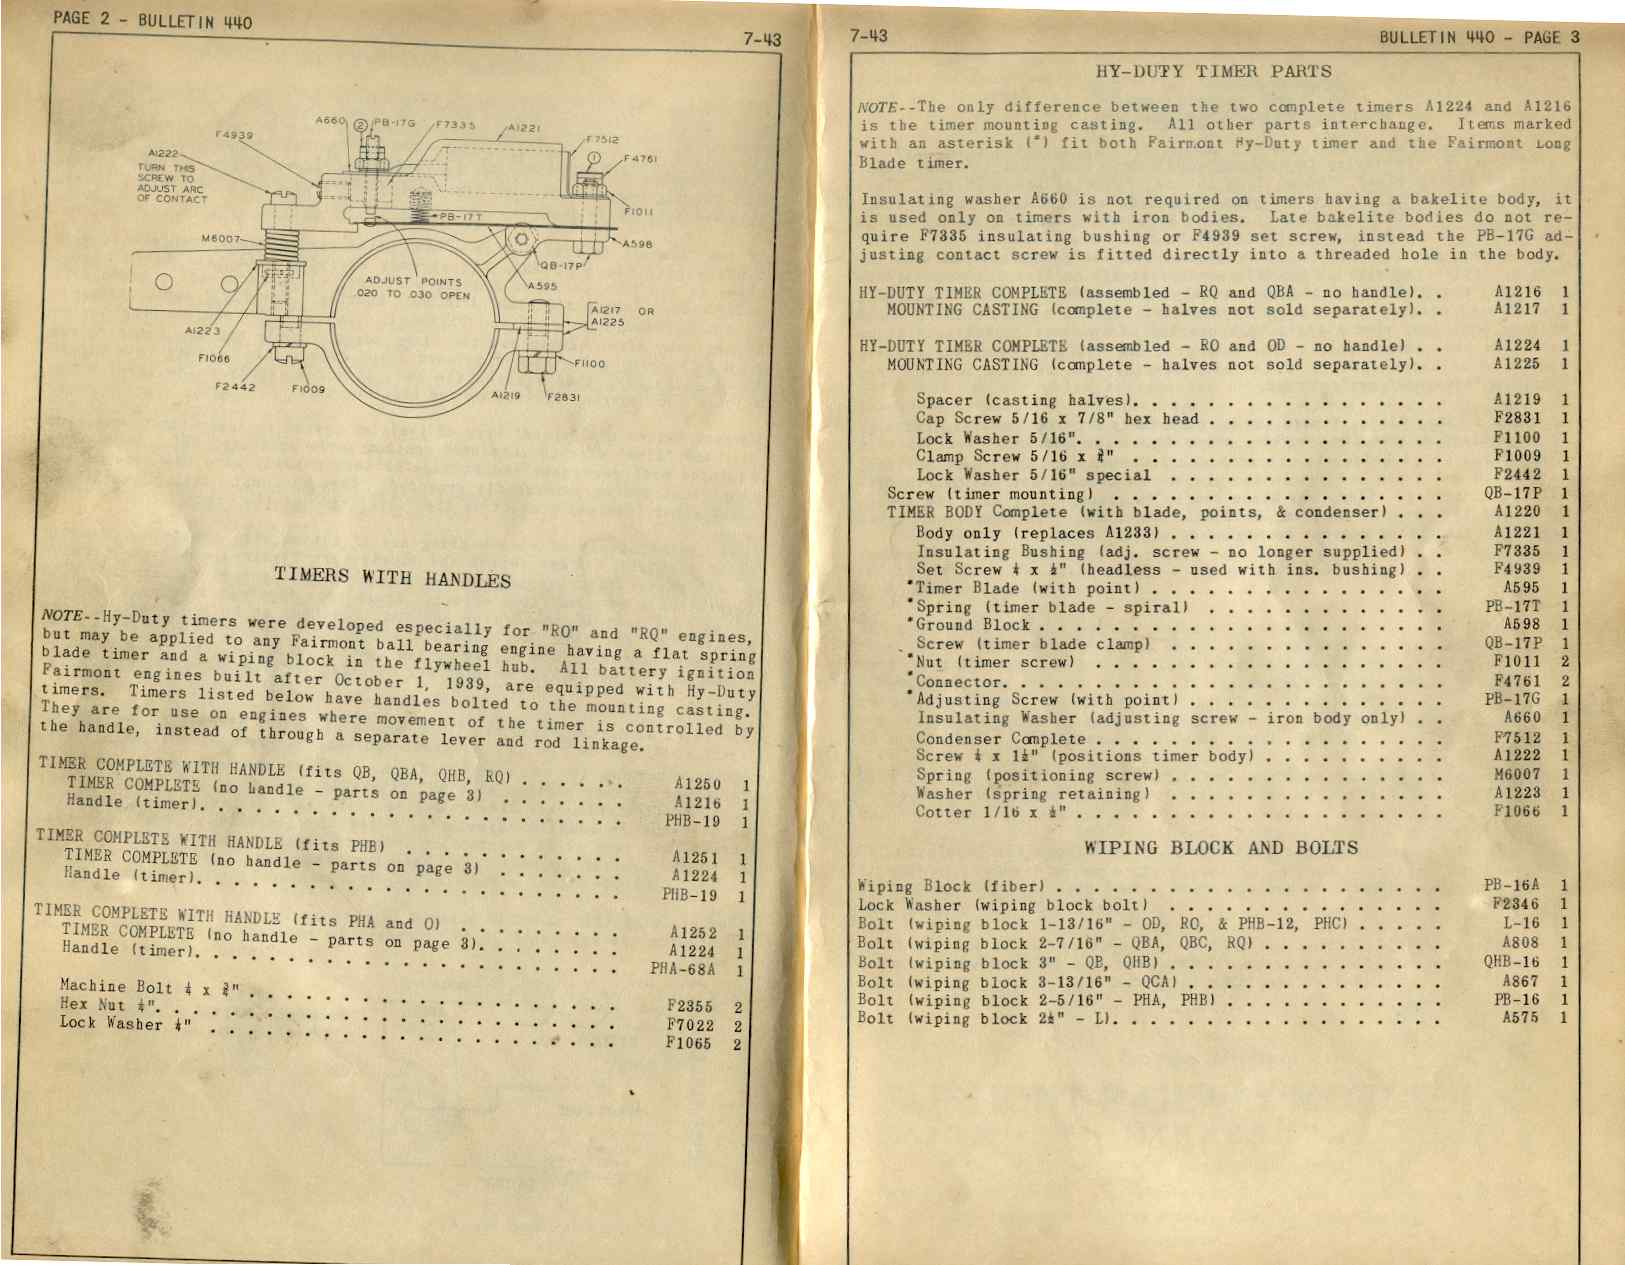 PAGE 2 - BULLETIN 440
7-43
A660
②
PB-17G
F7335
A1221
F4939
F7512
①
F4761
A1222
TURN THIS
SCREW TO
ADJUST ARC
OF CONTACT
F1011
PB-17T
M6007
A598
QB-17P
ADJUST POINTS
.020 TO .030 OPEN
A595
A1217 OR
A1225
A1223
F1066
F1100
F2442
F1009
A1219
F2831
TIMERS WITH HANDLES
NOTE--Hy-Duty timers were developed especially for "RO" and "RQ" engines,
but may be applied to any Fairmont ball bearing engine having a flat spring
blade timer and a wiping block in the flywheel hub. All battery ignition
Fairmont engines built after October 1, 1939, are equipped with Hy-Duty
timers. Timers listed below have handles bolted to the mounting casting.
They are for use on engines where movement of the timer is controlled by
the handle, instead of through a separate lever and rod linkage.
TIMER COMPLETE WITH HANDLE (fits QB, QBA, QHB, RQ) . . . . . . A1250 1
TIMER COMPLETE (no handle - parts on page 3) . . . . . . . A1216 1
Handle (timer). . . . . . . . . . . . . . . . . . . . . . . PHB-19 1
TIMER COMPLETE WITH HANDLE (fits PHB) . . . . . . . . . . . . A1251 1
TIMER COMPLETE (no handle - parts on page 3) . . . . . . . A1224 1
Handle (timer). . . . . . . . . . . . . . . . . . . . . . . PHB-19 1
TIMER COMPLETE WITH HANDLE (fits PHA and O) . . . . . . . . . A1252 1
TIMER COMPLETE (no handle - parts on page 3). . . . . . . . A1224 1
Handle (timer). . . . . . . . . . . . . . . . . . . . . . . PHA-68A 1
Machine Bolt ¼ x ¾" . . . . . . . . . . . . . . . . . . . . F2355 2
Hex Nut ¼". . . . . . . . . . . . . . . . . . . . . . . . . F7022 2
Lock Washer ¼" . . . . . . . . . . . . . . . . . . . . . . F1065 2
7-43
BULLETIN 440 - PAGE 3
HY-DUTY TIMER PARTS
NOTE--The only difference between the two complete timers A1224 and A1216
is the timer mounting casting. All other parts interchange. Items marked
with an asterisk (*) fit both Fairmont Hy-Duty timer and the Fairmont Long
Blade timer.
Insulating washer A660 is not required on timers having a bakelite body, it
is used only on timers with iron bodies. Late bakelite bodies do not re-
quire F7335 insulating bushing or F4939 set screw, instead the PB-17G ad-
justing contact screw is fitted directly into a threaded hole in the body.
HY-DUTY TIMER COMPLETE (assembled - RQ and QBA - no handle). . A1216 1
MOUNTING CASTING (complete - halves not sold separately). . A1217 1
HY-DUTY TIMER COMPLETE (assembled - RO and OD - no handle) . . A1224 1
MOUNTING CASTING (complete - halves not sold separately). . A1225 1
Spacer (casting halves). . . . . . . . . . . . . . . . . A1219 1
Cap Screw 5/16 x 7/8" hex head . . . . . . . . . . . . . F2831 1
Lock Washer 5/16". . . . . . . . . . . . . . . . . . . . F1100 1
Clamp Screw 5/16 x ¾" . . . . . . . . . . . . . . . . . F1009 1
Lock Washer 5/16" special . . . . . . . . . . . . . . . F2442 1
Screw (timer mounting) . . . . . . . . . . . . . . . . . . QB-17P 1
TIMER BODY Complete (with blade, points, & condenser) . . . A1220 1
Body only (replaces A1233) . . . . . . . . . . . . . . . A1221 1
Insulating Bushing (adj. screw - no longer supplied) . . F7335 1
Set Screw ¼ x ½" (headless - used with ins. bushing) . . F4939 1
*Timer Blade (with point) . . . . . . . . . . . . . . . . A595 1
*Spring (timer blade - spiral) . . . . . . . . . . . . . PB-17T 1
*Ground Block . . . . . . . . . . . . . . . . . . . . . . A598 1
Screw (timer blade clamp) . . . . . . . . . . . . . . . QB-17P 1
*Nut (timer screw) . . . . . . . . . . . . . . . . . . . F1011 2
*Connector. . . . . . . . . . . . . . . . . . . . . . . . F4761 2
*Adjusting Screw (with point) . . . . . . . . . . . . . . PB-17G 1
Insulating Washer (adjusting screw - iron body only) . . A660 1
Condenser Complete . . . . . . . . . . . . . . . . . . . F7512 1
Screw ¼ x 1½" (positions timer body) . . . . . . . . . . A1222 1
Spring (positioning screw) . . . . . . . . . . . . . . . M6007 1
Washer (spring retaining) . . . . . . . . . . . . . . . A1223 1
Cotter 1/16 x ½" . . . . . . . . . . . . . . . . . . . . F1066 1
WIPING BLOCK AND BOLTS
Wiping Block (fiber) . . . . . . . . . . . . . . . . . . . . . PB-16A 1
Lock Washer (wiping block bolt) . . . . . . . . . . . . . . . F2346 1
Bolt (wiping block 1-13/16" - OD, RO, & PHB-12, PHC) . . . . . L-16 1
Bolt (wiping block 2-7/16" - QBA, QBC, RQ) . . . . . . . . . . A808 1
Bolt (wiping block 3" - QB, QHB) . . . . . . . . . . . . . . . QHB-16 1
Bolt (wiping block 3-13/16" - QCA) . . . . . . . . . . . . . . A867 1
Bolt (wiping block 2-5/16" - PHA, PHB) . . . . . . . . . . . . PB-16 1
Bolt (wiping block 2½" - L). . . . . . . . . . . . . . . . . . A575 1